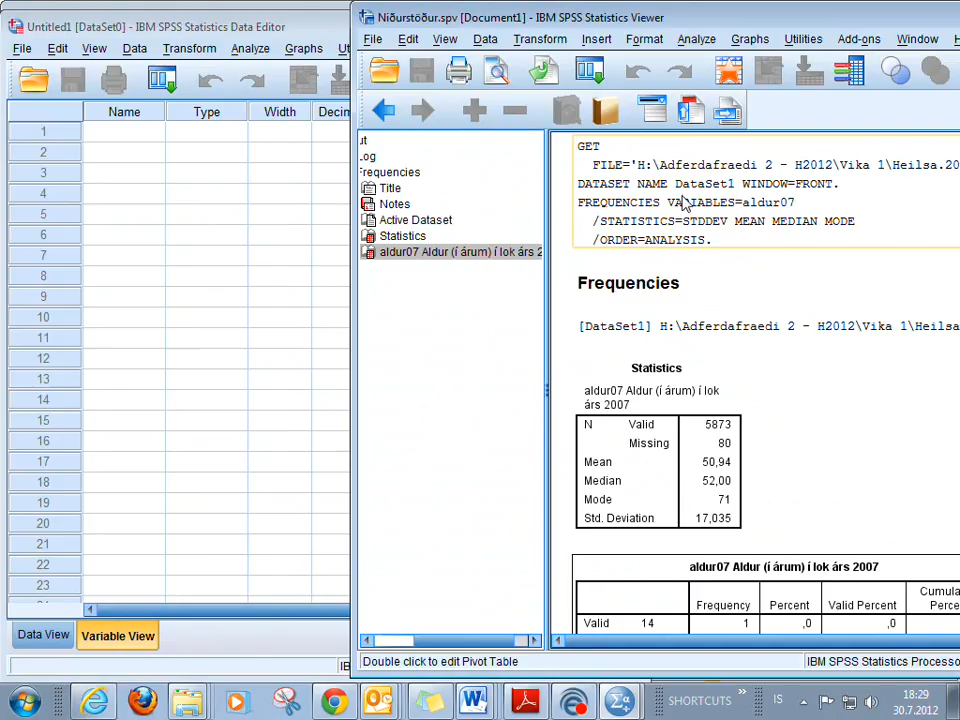 Untitled1 [DataSet0] - IBM SPSS Statistics Data Editor
File Edit View Data Transform Analyze Graphs
Name Type Width
1
2
3
4
5
6
7
8
9
10
11
12
13
14
15
16
17
18
19
20
21
22
23
Data View Variable View
Niðurstöður.spv [Document1] - IBM SPSS Statistics Viewer
File Edit View Data Transform Insert Format Analyze Graphs Utilities Add-ons Window
Log
Frequencies
Title
Notes
Active Dataset
Statistics
aldur07 Aldur (í árum) í lok árs 2
GET
FILE='H:\Adferdafraedi 2 - H2012\Vika 1\Heilsa.20
DATASET NAME DataSet1 WINDOW=FRONT.
FREQUENCIES VARIABLES=aldur07
/STATISTICS=STDDEV MEAN MEDIAN MODE
/ORDER=ANALYSIS.
Frequencies
[DataSet1] H:\Adferdafraedi 2 - H2012\Vika 1\Heilsa
Statistics
aldur07 Aldur (í árum) í lok
árs 2007
N Valid 5873
Missing 80
Mean 50,94
Median 52,00
Mode 71
Std. Deviation 17,035
aldur07 Aldur (í árum) í lok árs 2007
Frequency Percent Valid Percent
Valid 14 1 ,0 ,0
Double click to edit Pivot Table
IBM SPSS Statistics Processo
SHORTCUTS
IS
18:29
30.7.2012